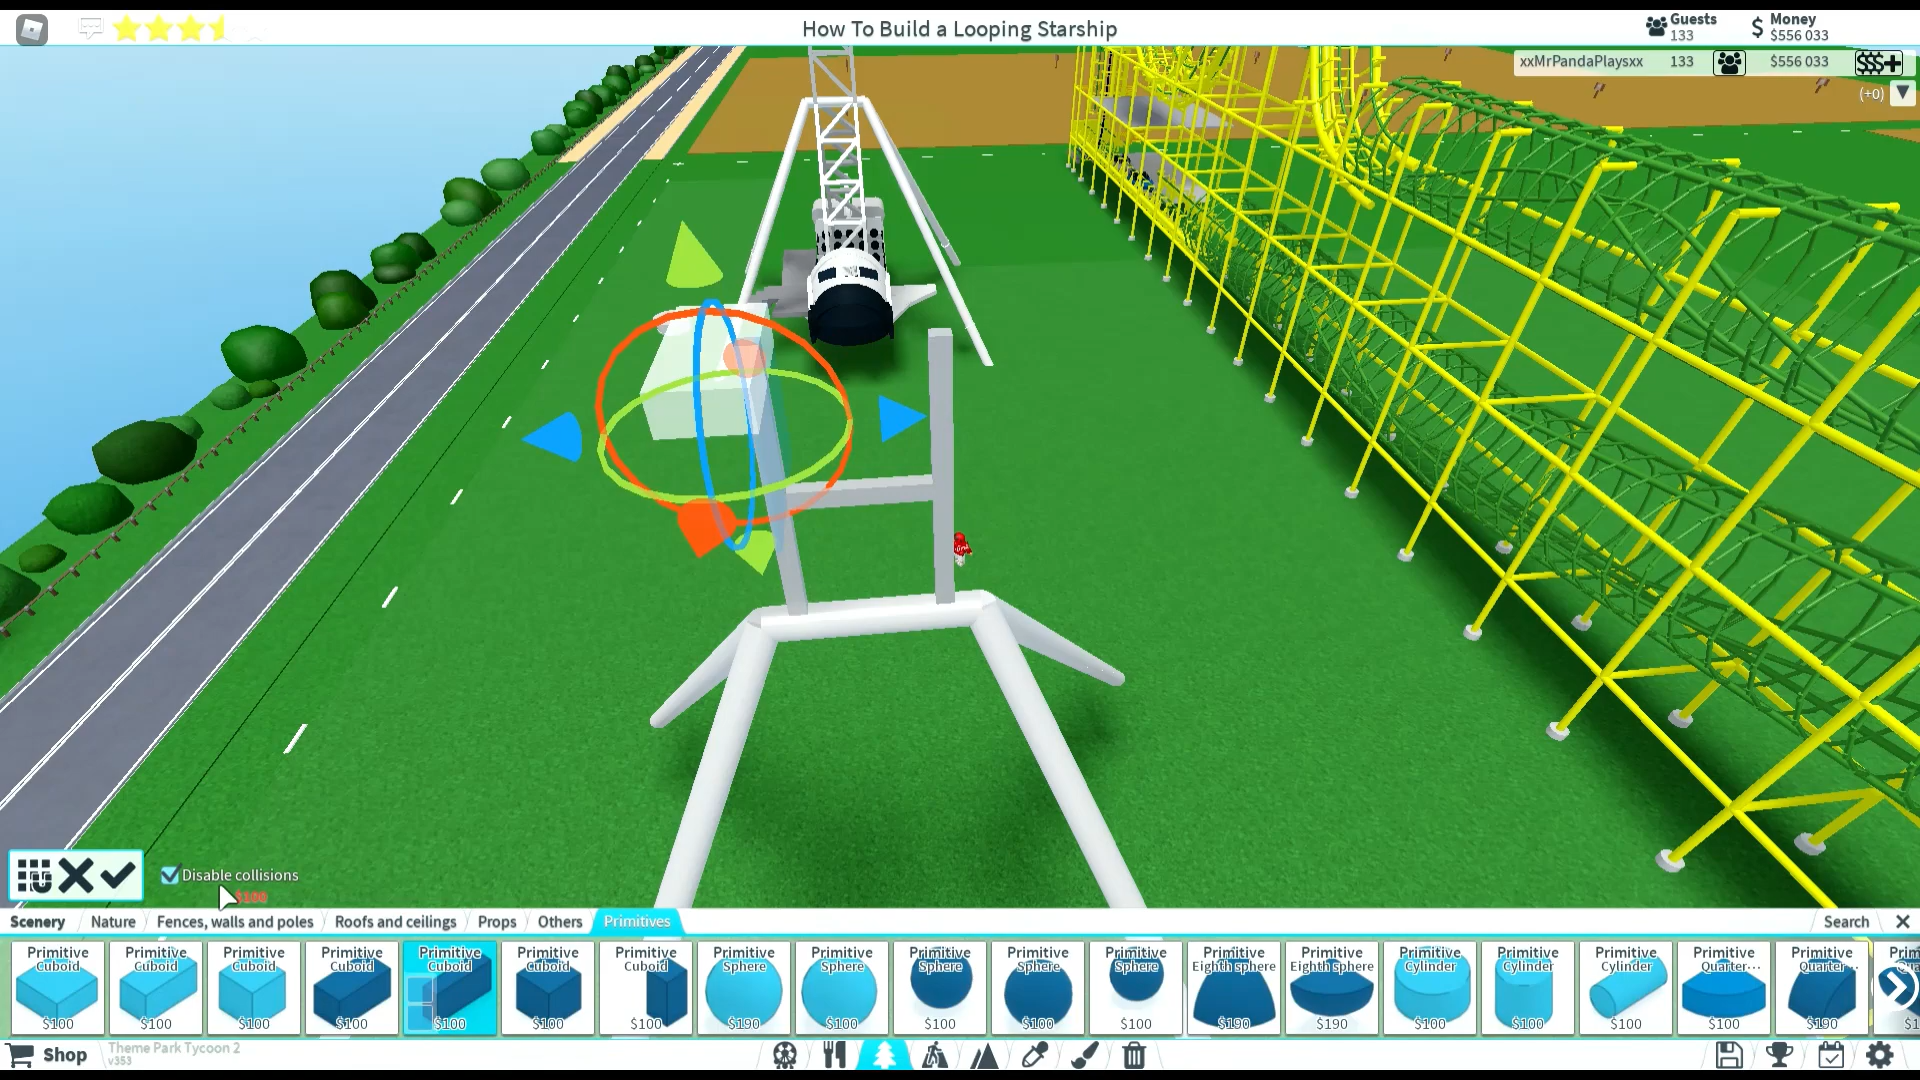 How To Build a Looping Starship
Guests
133
Money
$556 033
xxMrPandaPlaysxx 133 $556 033
(+0)
Disable collisions
$100
Scenery Nature Fences, walls and poles Roofs and ceilings Props Others Primitives Search
Primitive Cuboid $100
Primitive Cuboid $100
Primitive Cuboid $100
Primitive Cuboid $100
Primitive Cuboid $100
Primitive Cuboid $100
Primitive Cuboid $100
Primitive Sphere $190
Primitive Sphere $100
Primitive Sphere $100
Primitive Sphere $100
Primitive Sphere $100
Primitive Eighth sphere $190
Primitive Eighth sphere $190
Primitive Cylinder $100
Primitive Cylinder $100
Primitive Cylinder $100
Primitive Quarter... $100
Primitive Quarter... $190
Shop
Theme Park Tycoon 2
v353